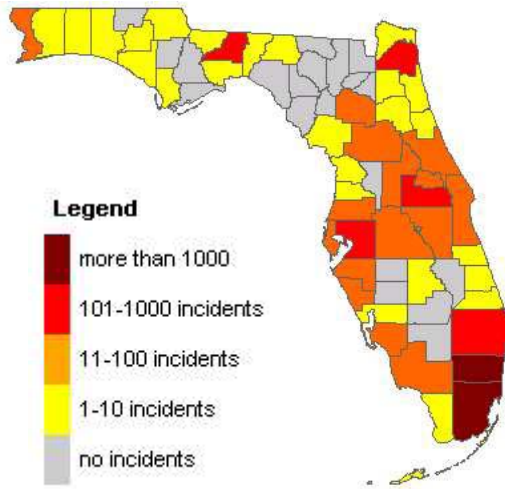 Legend
more than 1000
101-1000 incidents
11-100 incidents
1-10 incidents
no incidents